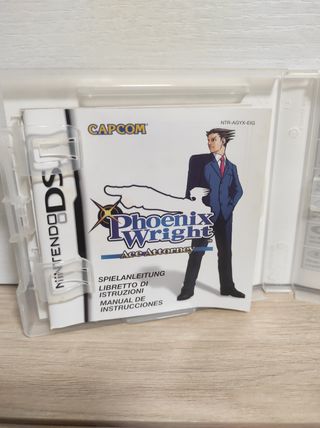 NTR-AGYX-EIG
CAPCOM
NINTENDO DS
Phoenix
Wright
Ace Attorney
SPIELANLEITUNG
LIBRETTO DI
ISTRUZIONI
MANUAL DE
INSTRUCCIONES